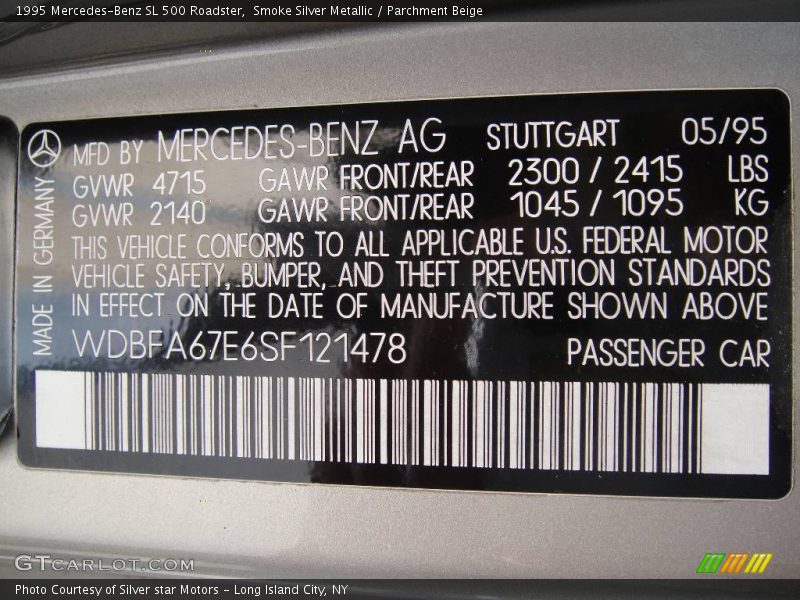 1995 Mercedes-Benz SL 500 Roadster,  Smoke Silver Metallic / Parchment Beige
MFD BY MERCEDES-BENZ AG STUTTGART 05/95
GVWR 4715 GAWR FRONT/REAR 2300 / 2415 LBS
GVWR 2140 GAWR FRONT/REAR 1045 / 1095 KG
THIS VEHICLE CONFORMS TO ALL APPLICABLE U.S. FEDERAL MOTOR
VEHICLE SAFETY, BUMPER, AND THEFT PREVENTION STANDARDS
IN EFFECT ON THE DATE OF MANUFACTURE SHOWN ABOVE
WDBFA67E6SF121478 PASSENGER CAR
MADE IN GERMANY
GTCARLOT.COM
Photo Courtesy of Silver star Motors - Long Island City, NY